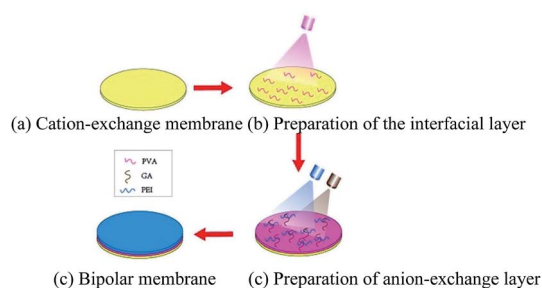 (a) Cation-exchange membrane (b) Preparation of the interfacial layer
PVA
GA
PEI
(c) Bipolar membrane (c) Preparation of anion-exchange layer